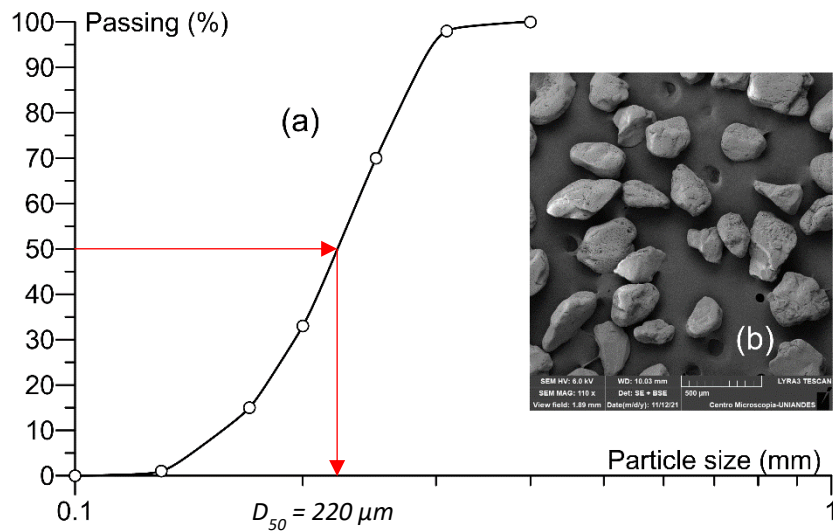 100
Passing (%)
90
80
(a)
70
60
50
40
30
20
10
0
(b)
SEM HV: 6.0 kV
WD: 10.03 mm
LYRA3 TESCAN
SEM MAG: 110 x
Det: SE + BSE
500 µm
View field: 1.89 mm
Date(m/d/y): 11/12/21
Centro Microscopia-UNIANDES
Particle size (mm)
0.1
D50 = 220 µm
1